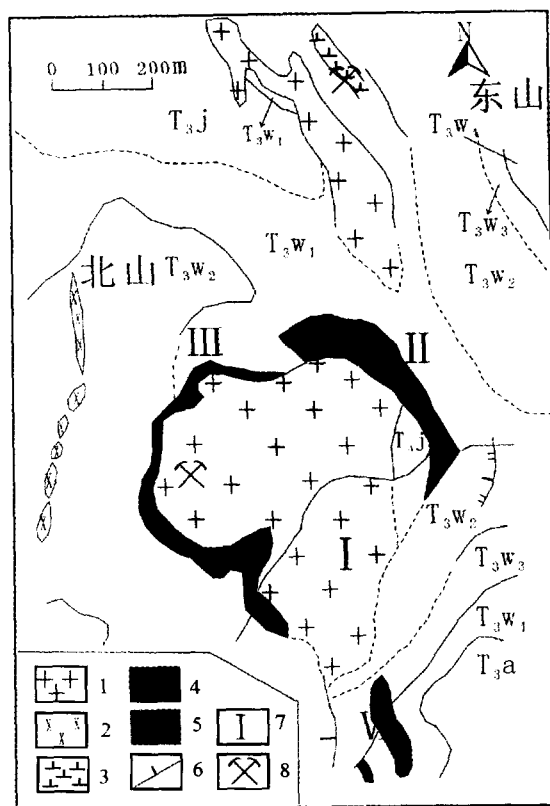 N
0 100 200m
东山
T₃j
T₃w₁
T₃w₁
T₃w₃
T₃w₂
T₃w₁
北山 T₃w₂
III
II
T₃j
T₃w₂
I
T₃w₃
T₃w₁
T₃a
V
1
4
2
5
I 7
3
6
8